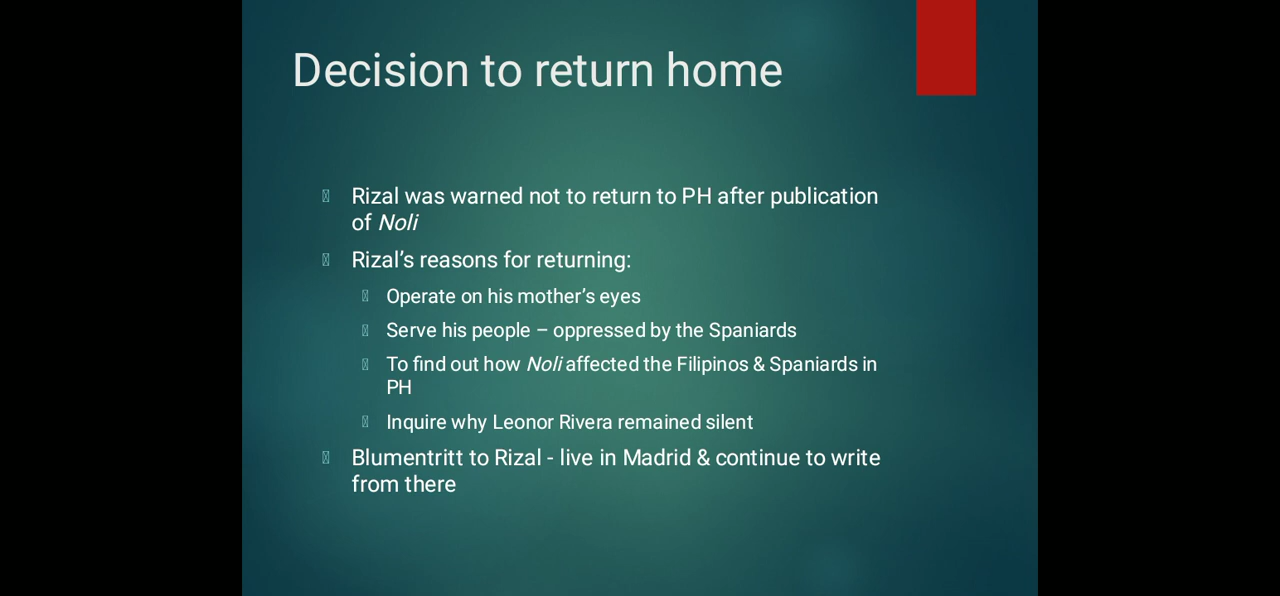 Decision to return home
Rizal was warned not to return to PH after publication
of Noli
Rizal’s reasons for returning:
Operate on his mother’s eyes
Serve his people – oppressed by the Spaniards
To find out how Noli affected the Filipinos & Spaniards in
PH
Inquire why Leonor Rivera remained silent
Blumentritt to Rizal - live in Madrid & continue to write
from there